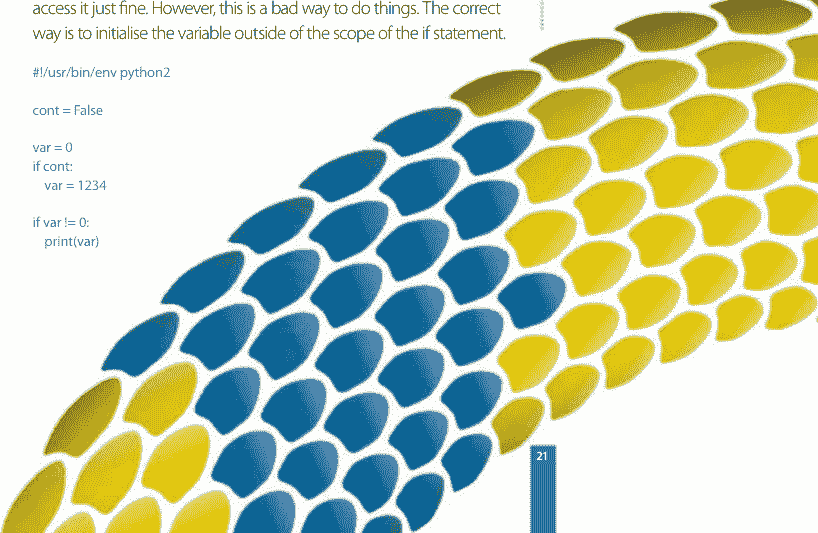 access it just fine. However, this is a bad way to do things. The correct
way is to initialise the variable outside of the scope of the if statement.
#!/usr/bin/env python2
cont = False
var = 0
if cont:
    var = 1234
if var != 0:
    print(var)
21